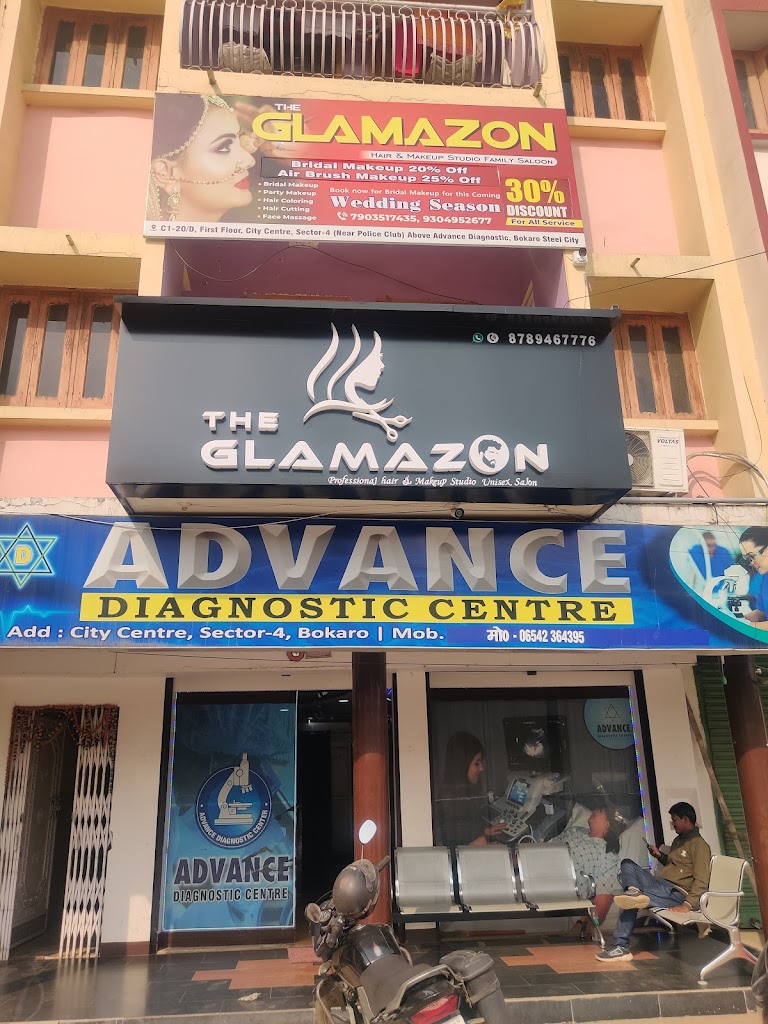 THE
GLAMAZON
HAIR & MAKEUP STUDIO FAMILY SALOON
Bridal Makeup 20% Off
Air Brush Makeup 25% Off
• Bridal Makeup
• Party Makeup
• Hair Coloring
• Hair Cutting
• Face Massage
Book now for Bridal Makeup for this Coming
Wedding Season
7903517435, 9304952677
30%
DISCOUNT
For All Service
C1-20/D, First Floor, City Centre, Sector-4 (Near Police Club) Above Advance Diagnostic, Bokaro Steel City
8789467776
THE
GLAMAZON
Professional hair & Makeup Studio Unisex Salon
VOLTAS
D
ADVANCE
DIAGNOSTIC CENTRE
Add : City Centre, Sector-4, Bokaro | Mob. मो० - 06542 364395
ADVANCE
DIAGNOSTIC CENTRE
ADVANCE DIAGNOSTIC CENTER
ADVANCE
DIAGNOSTIC CENTRE